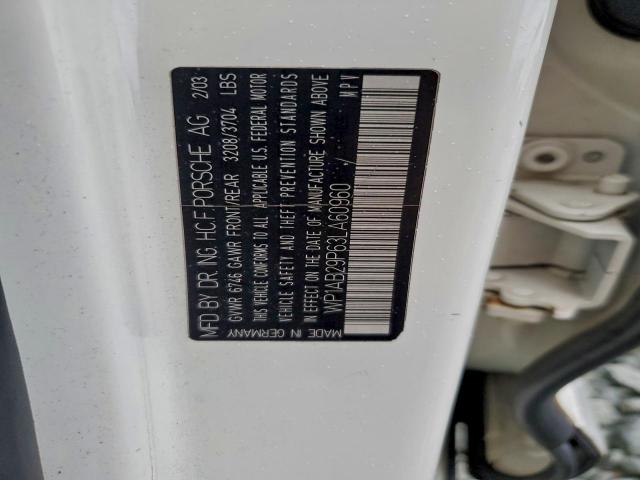 MFD BY DR ING HCF PORSCHE AG 2/03
GVWR 6746 GAWR FRONT/REAR 3208/3704 LBS
THIS VEHICLE CONFORMS TO ALL APPLICABLE U.S. FEDERAL MOTOR
VEHICLE SAFETY AND THEFT PREVENTION STANDARDS
IN EFFECT ON THE DATE OF MANUFACTURE SHOWN ABOVE
WP1AB29P63LA60960 / MPV
MADE IN GERMANY